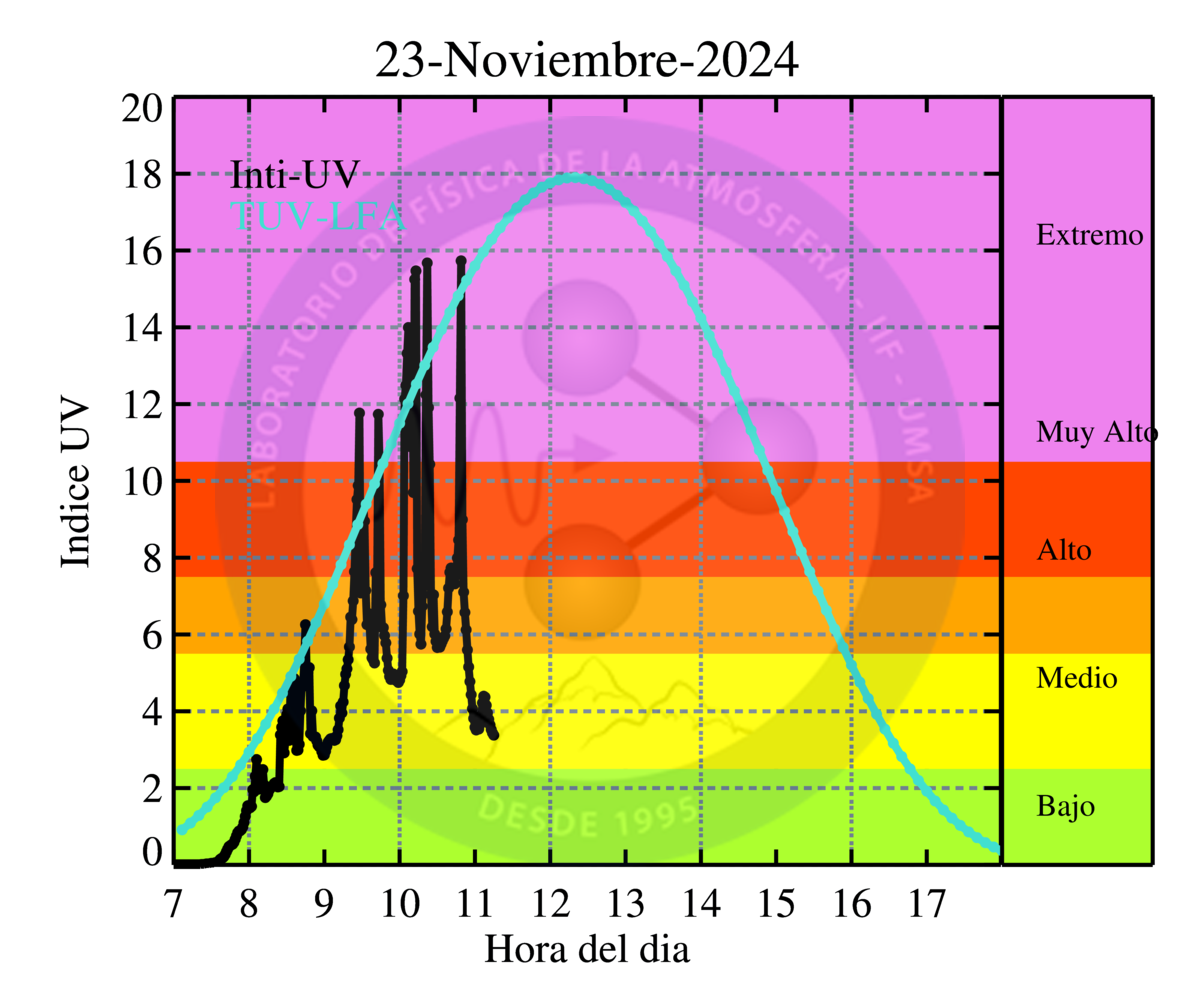 23-Noviembre-2024
20
18
16
14
12
10
8
6
4
2
0
Indice UV
Inti-UV
TUV-LFA
LABORATORIO DE FÍSICA DE LA ATMÓSFERA - IIF - UMSA
DESDE 1995
Extremo
Muy Alto
Alto
Medio
Bajo
7 8 9 10 11 12 13 14 15 16 17
Hora del dia